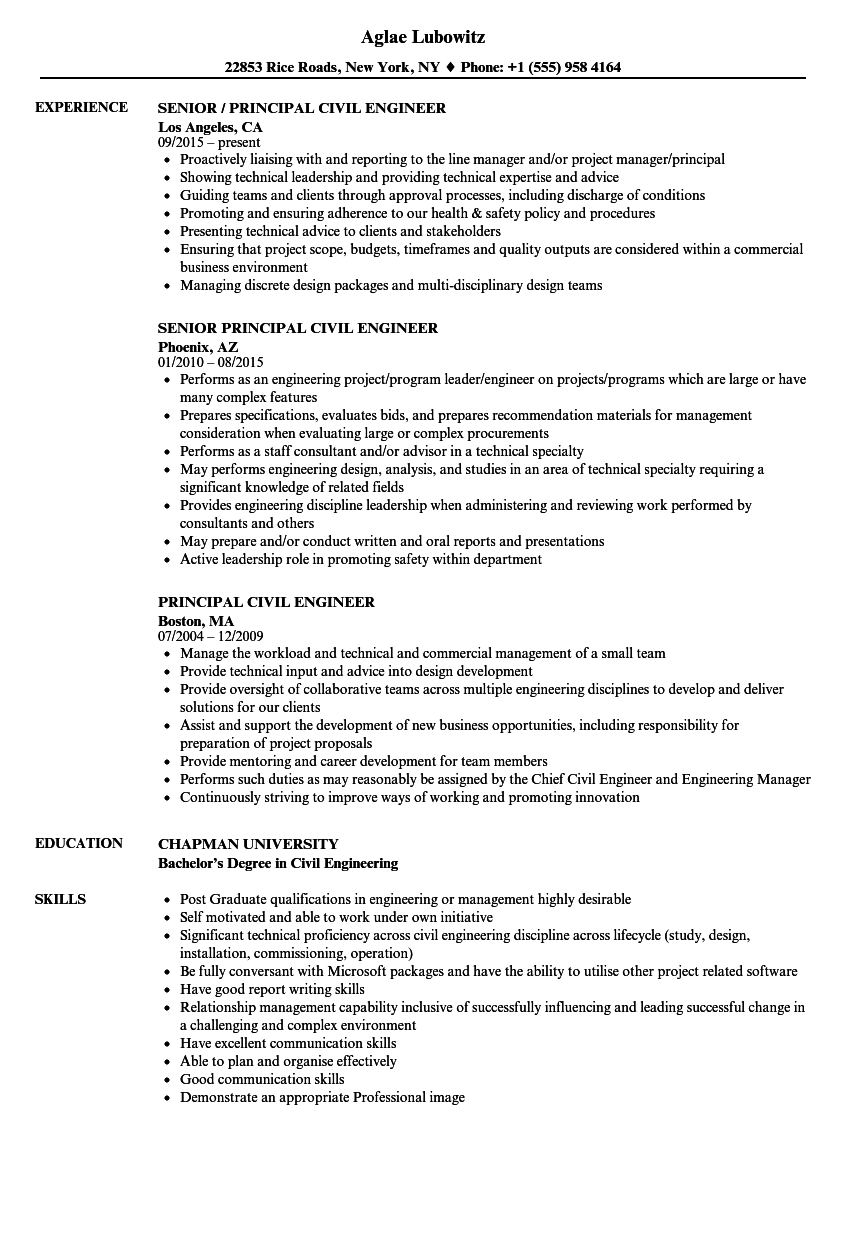 Aglae Lubowitz
22853 Rice Roads, New York, NY ♦ Phone: +1 (555) 958 4164
EXPERIENCE
SENIOR / PRINCIPAL CIVIL ENGINEER
Los Angeles, CA
09/2015 – present
• Proactively liaising with and reporting to the line manager and/or project manager/principal
• Showing technical leadership and providing technical expertise and advice
• Guiding teams and clients through approval processes, including discharge of conditions
• Promoting and ensuring adherence to our health & safety policy and procedures
• Presenting technical advice to clients and stakeholders
• Ensuring that project scope, budgets, timeframes and quality outputs are considered within a commercial
business environment
• Managing discrete design packages and multi-disciplinary design teams
SENIOR PRINCIPAL CIVIL ENGINEER
Phoenix, AZ
01/2010 – 08/2015
• Performs as an engineering project/program leader/engineer on projects/programs which are large or have
many complex features
• Prepares specifications, evaluates bids, and prepares recommendation materials for management
consideration when evaluating large or complex procurements
• Performs as a staff consultant and/or advisor in a technical specialty
• May performs engineering design, analysis, and studies in an area of technical specialty requiring a
significant knowledge of related fields
• Provides engineering discipline leadership when administering and reviewing work performed by
consultants and others
• May prepare and/or conduct written and oral reports and presentations
• Active leadership role in promoting safety within department
PRINCIPAL CIVIL ENGINEER
Boston, MA
07/2004 – 12/2009
• Manage the workload and technical and commercial management of a small team
• Provide technical input and advice into design development
• Provide oversight of collaborative teams across multiple engineering disciplines to develop and deliver
solutions for our clients
• Assist and support the development of new business opportunities, including responsibility for
preparation of project proposals
• Provide mentoring and career development for team members
• Performs such duties as may reasonably be assigned by the Chief Civil Engineer and Engineering Manager
• Continuously striving to improve ways of working and promoting innovation
EDUCATION
CHAPMAN UNIVERSITY
Bachelor's Degree in Civil Engineering
SKILLS
• Post Graduate qualifications in engineering or management highly desirable
• Self motivated and able to work under own initiative
• Significant technical proficiency across civil engineering discipline across lifecycle (study, design,
installation, commissioning, operation)
• Be fully conversant with Microsoft packages and have the ability to utilise other project related software
• Have good report writing skills
• Relationship management capability inclusive of successfully influencing and leading successful change in
a challenging and complex environment
• Have excellent communication skills
• Able to plan and organise effectively
• Good communication skills
• Demonstrate an appropriate Professional image